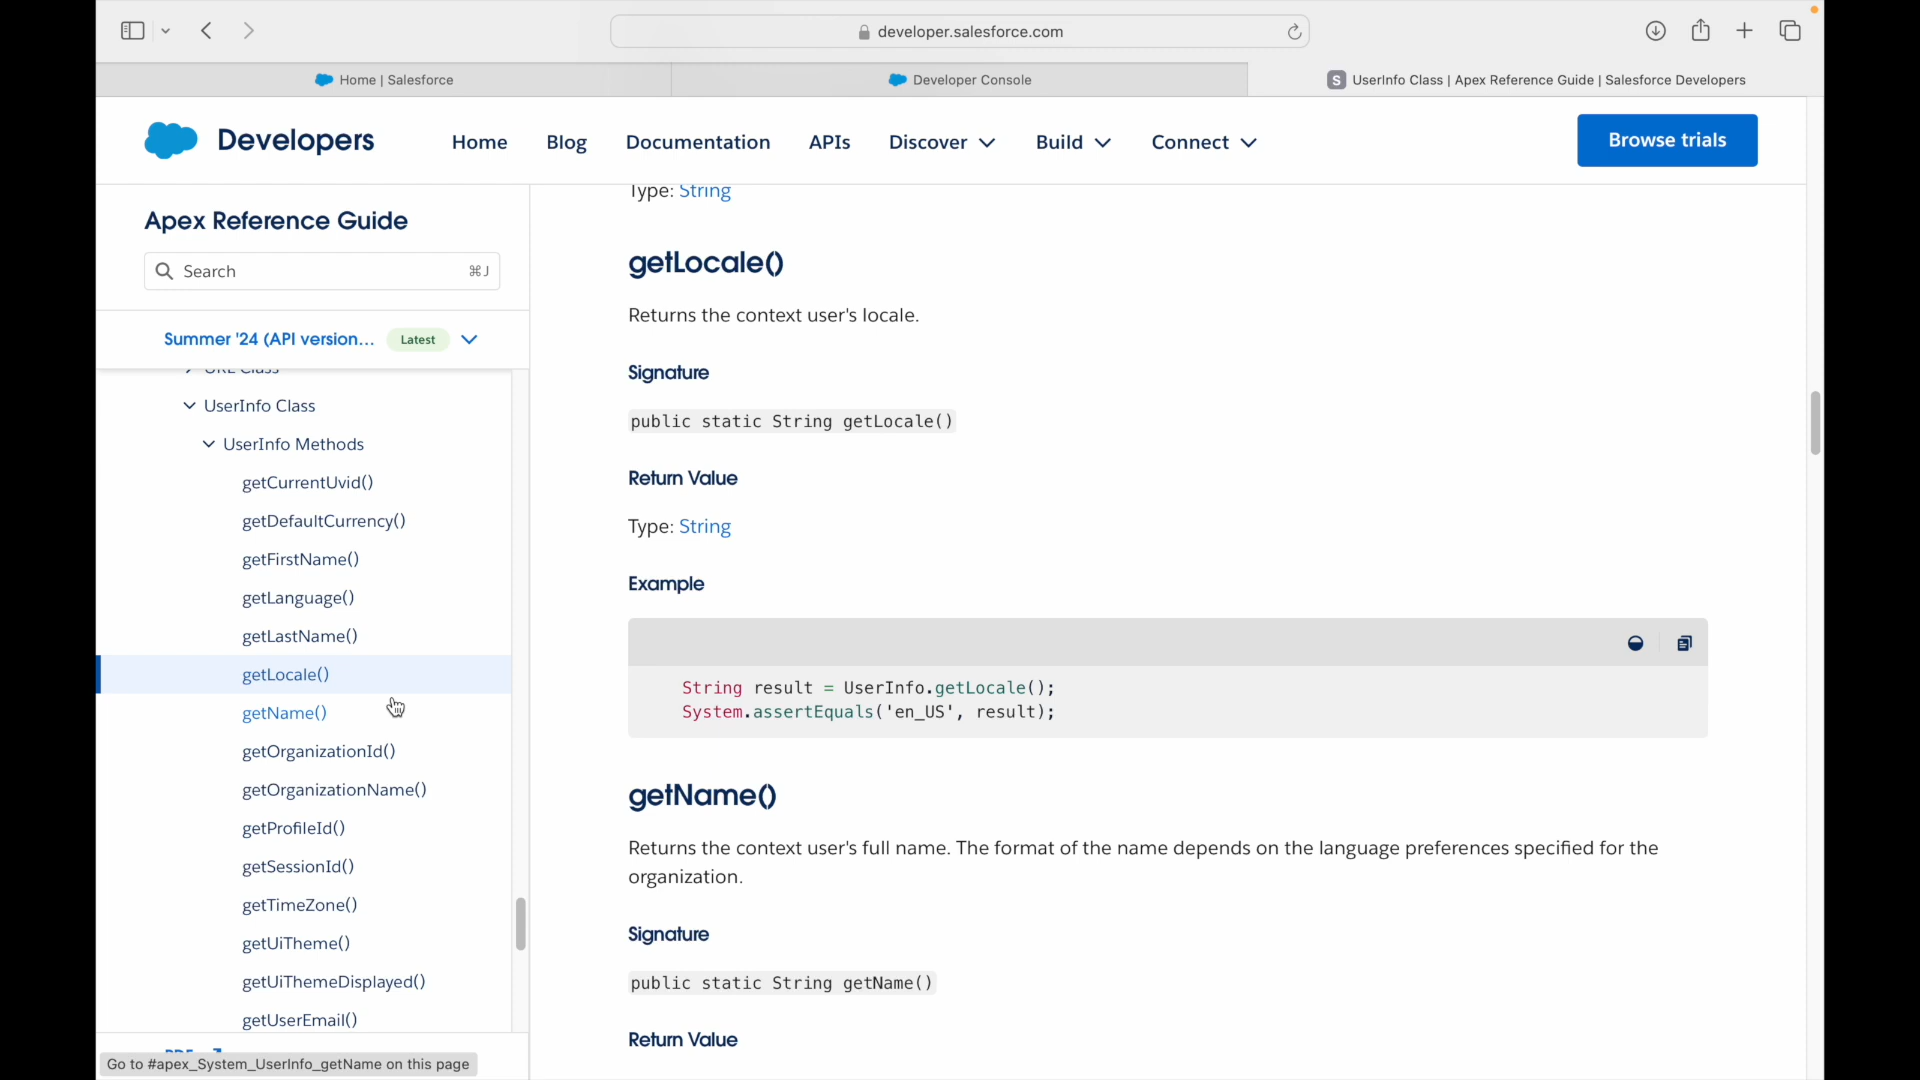 developer.salesforce.com
Home | Salesforce
Developer Console
S UserInfo Class | Apex Reference Guide | Salesforce Developers
Developers
Home
Blog
Documentation
APIs
Discover
Build
Connect
Browse trials
Apex Reference Guide
Search ⌘J
Summer '24 (API version... Latest
URL Class
UserInfo Class
UserInfo Methods
getCurrentUvid()
getDefaultCurrency()
getFirstName()
getLanguage()
getLastName()
getLocale()
getName()
getOrganizationId()
getOrganizationName()
getProfileId()
getSessionId()
getTimeZone()
getUiTheme()
getUiThemeDisplayed()
getUserEmail()
PDF
Go to #apex_System_UserInfo_getName on this page
Type: String
getLocale()
Returns the context user's locale.
Signature
public static String getLocale()
Return Value
Type: String
Example
String result = UserInfo.getLocale();
System.assertEquals('en_US', result);
getName()
Returns the context user's full name. The format of the name depends on the language preferences specified for the
organization.
Signature
public static String getName()
Return Value